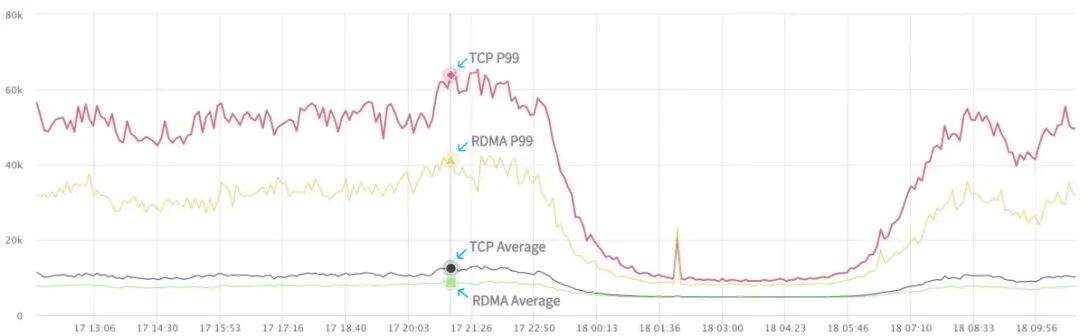 80k
60k
40k
20k
0
TCP P99
RDMA P99
TCP Average
RDMA Average
17 13:06 17 14:30 17 15:53 17 17:16 17 18:40 17 20:03 17 21:26 17 22:50 18 00:13 18 01:36 18 03:00 18 04:23 18 05:46 18 07:10 18 08:33 18 09:56